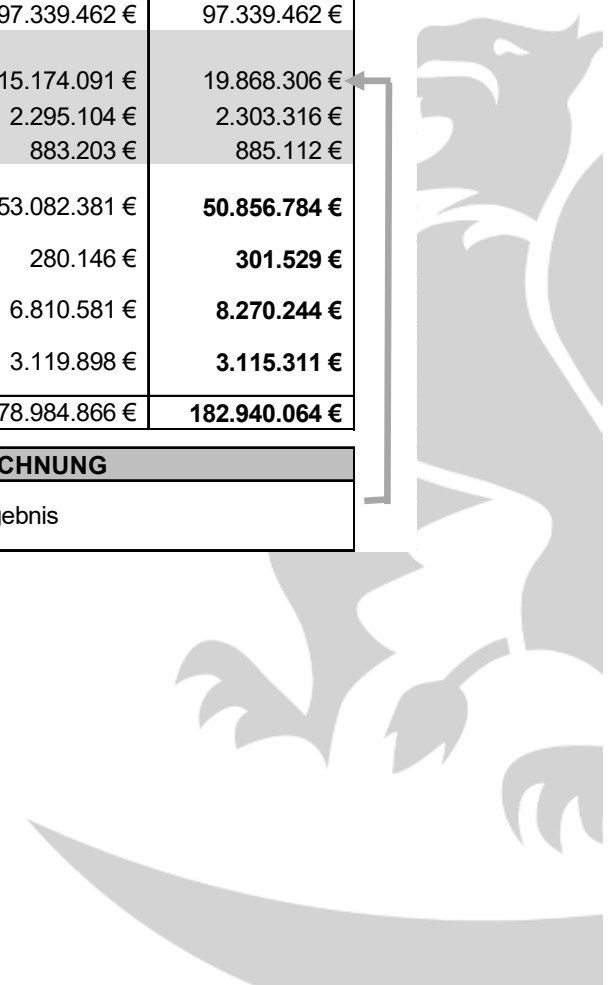 97.339.462 € 97.339.462 €
15.174.091 € 19.868.306 €
2.295.104 € 2.303.316 €
883.203 € 885.112 €
53.082.381 € 50.856.784 €
280.146 € 301.529 €
6.810.581 € 8.270.244 €
3.119.898 € 3.115.311 €
78.984.866 € 182.940.064 €
CHNUNG
gebnis